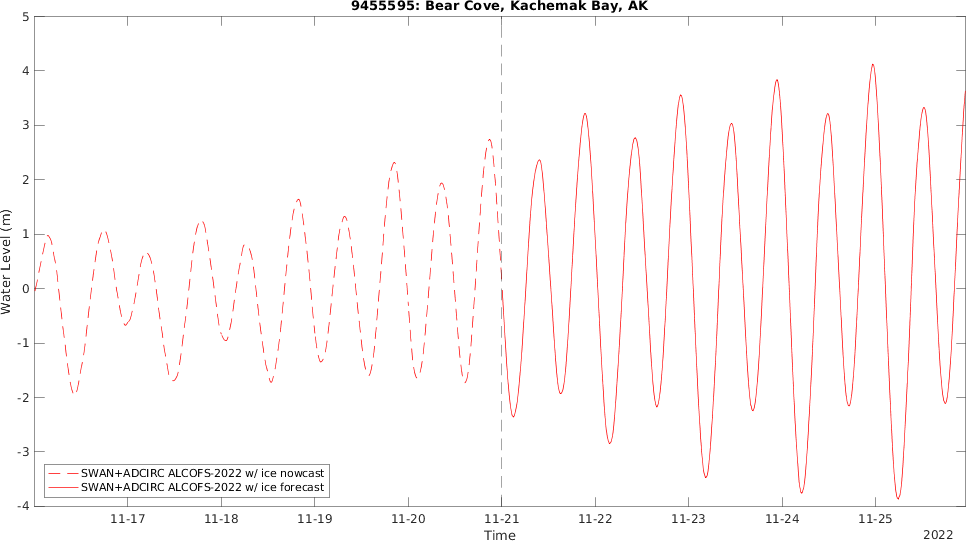 9455595: Bear Cove, Kachemak Bay, AK
5
4
3
2
1
0
-1
-2
-3
-4
Water Level (m)
SWAN+ADCIRC ALCOFS-2022 w/ ice nowcast
SWAN+ADCIRC ALCOFS-2022 w/ ice forecast
11-17 11-18 11-19 11-20 11-21 11-22 11-23 11-24 11-25
Time
2022